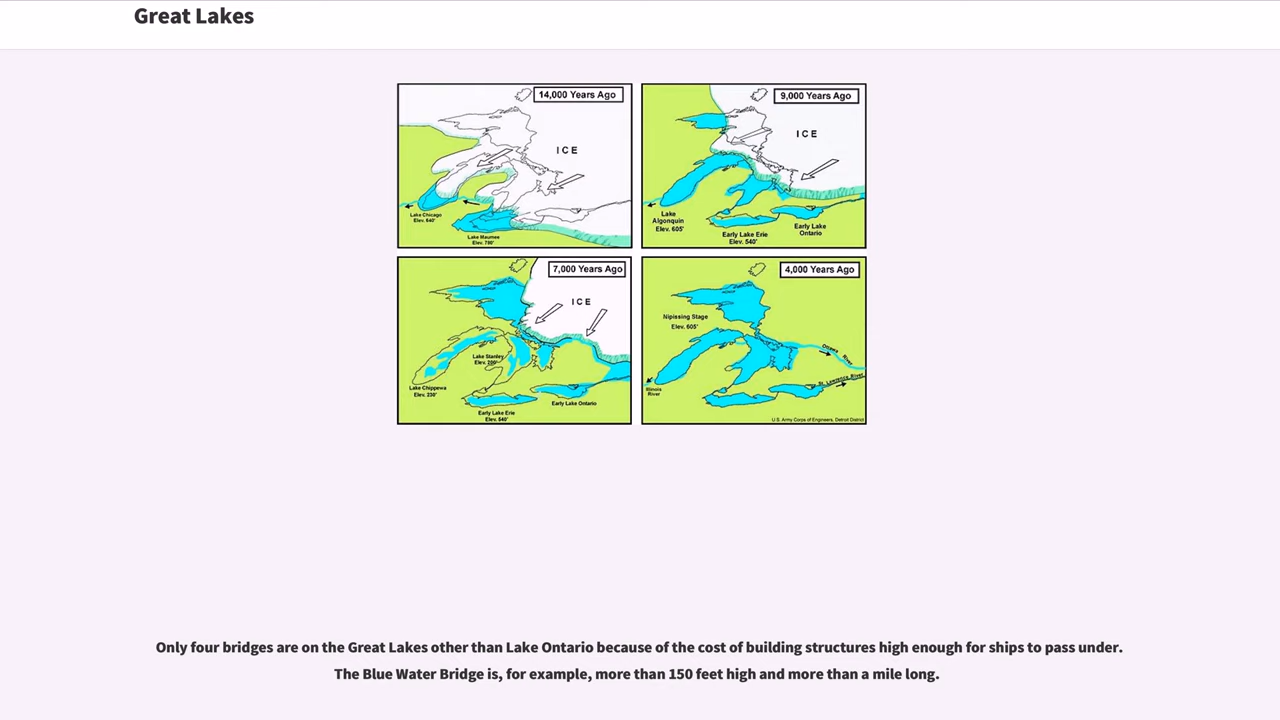 Great Lakes
14,000 Years Ago
ICE
Lake Chicago
Elev. 640'
Lake Maumee
Elev. 780'
9,000 Years Ago
ICE
Lake
Algonquin
Elev. 605'
Early Lake Erie
Elev. 540'
Early Lake
Ontario
7,000 Years Ago
ICE
Lake Stanley
Elev. 200'
Lake Chippewa
Elev. 230'
Early Lake Erie
Elev. 540'
Early Lake Ontario
4,000 Years Ago
Nipissing Stage
Elev. 605'
Ottawa River
St. Lawrence River
Illinois
River
U.S. Army Corps of Engineers, Detroit District
Only four bridges are on the Great Lakes other than Lake Ontario because of the cost of building structures high enough for ships to pass under.
The Blue Water Bridge is, for example, more than 150 feet high and more than a mile long.